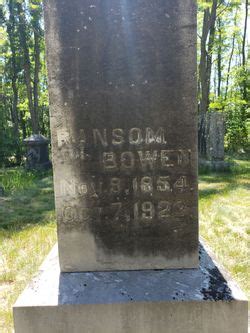 RANSOM
BOWEN
Nov. 8, 1854.
Oct. 7, 1923